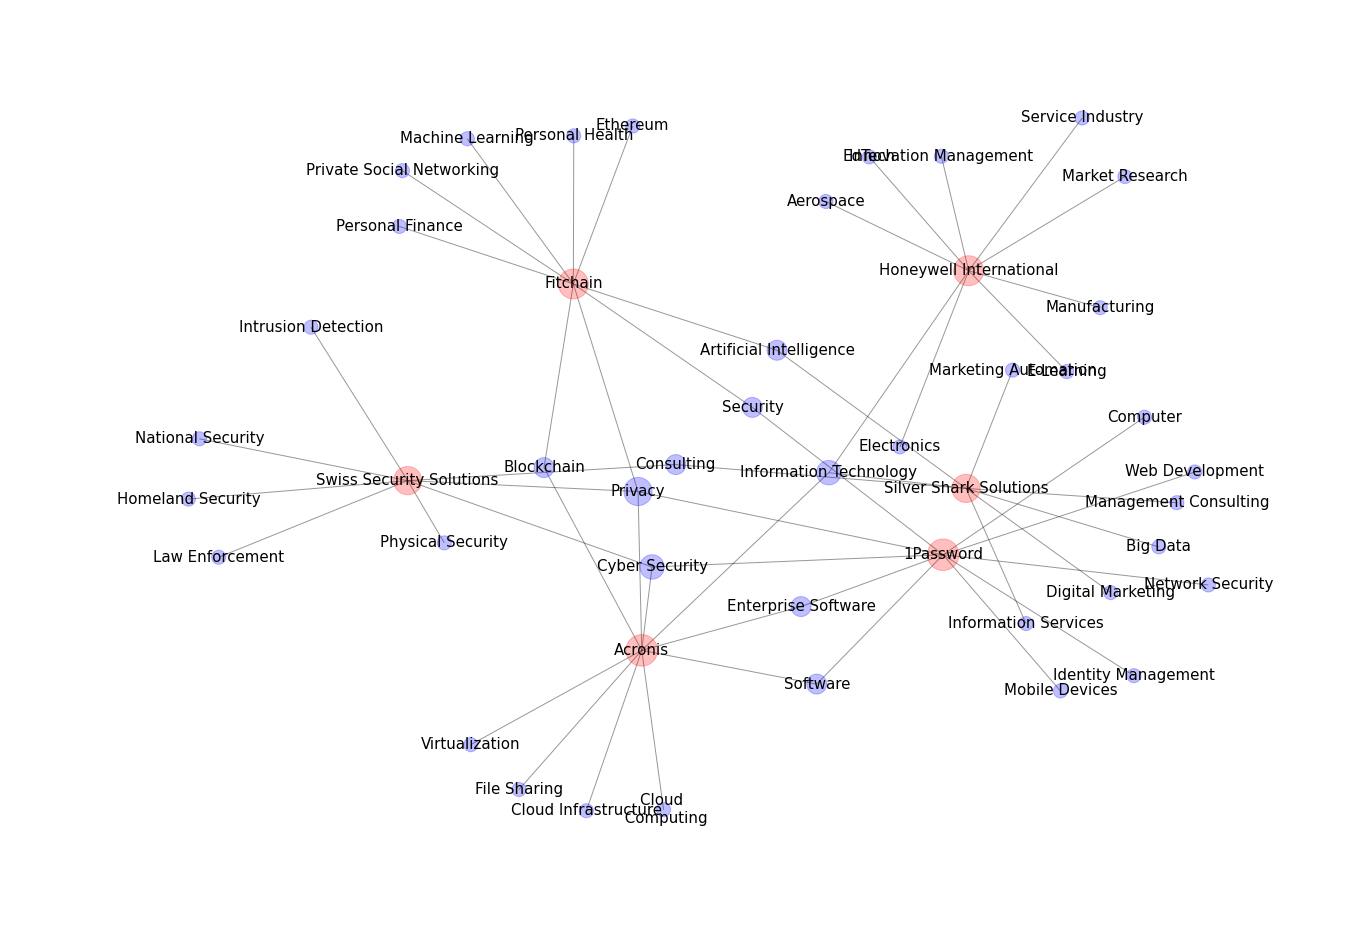 Service Industry
Ethereum
Personal Health
Machine Learning
EdTech
Innovation Management
Private Social Networking
Market Research
Aerospace
Personal Finance
Honeywell International
Fitchain
Manufacturing
Intrusion Detection
Artificial Intelligence
Marketing Automation
E-Learning
Security
Computer
National Security
Electronics
Blockchain
Consulting
Information Technology
Web Development
Swiss Security Solutions
Privacy
Silver Shark Solutions
Homeland Security
Management Consulting
Physical Security
Big Data
Law Enforcement
1Password
Cyber Security
Network Security
Digital Marketing
Enterprise Software
Information Services
Acronis
Identity Management
Software
Mobile Devices
Virtualization
File Sharing
Cloud Infrastructure
Cloud
Computing